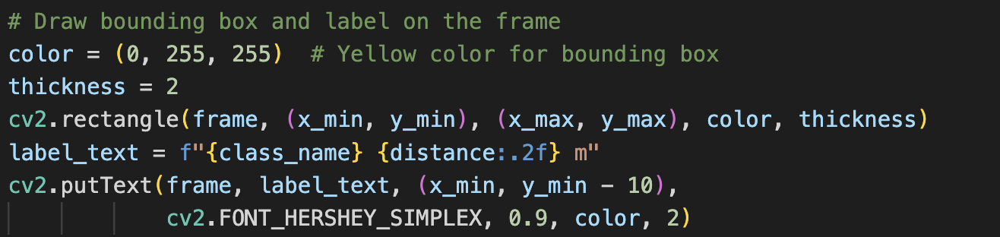 # Draw bounding box and label on the frame
color = (0, 255, 255)  # Yellow color for bounding box
thickness = 2
cv2.rectangle(frame, (x_min, y_min), (x_max, y_max), color, thickness)
label_text = f"{class_name} {distance:.2f} m"
cv2.putText(frame, label_text, (x_min, y_min - 10),
            cv2.FONT_HERSHEY_SIMPLEX, 0.9, color, 2)